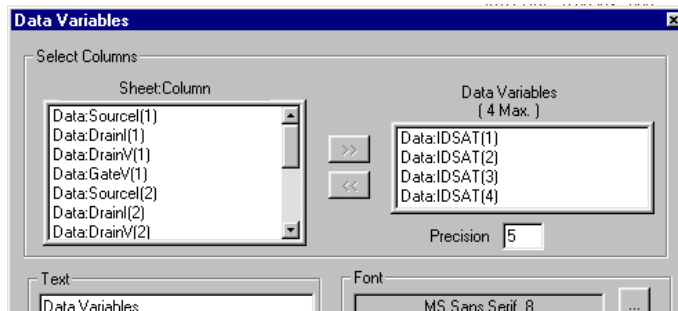 Data Variables
Select Columns
Sheet:Column
Data:SourceI(1)
Data:DrainI(1)
Data:DrainV(1)
Data:GateV(1)
Data:SourceI(2)
Data:DrainI(2)
Data:DrainV(2)
>>
<<
Data Variables
( 4 Max. )
Data:IDSAT(1)
Data:IDSAT(2)
Data:IDSAT(3)
Data:IDSAT(4)
Precision 5
Text
Data Variables
Font
MS Sans Serif, 8
...